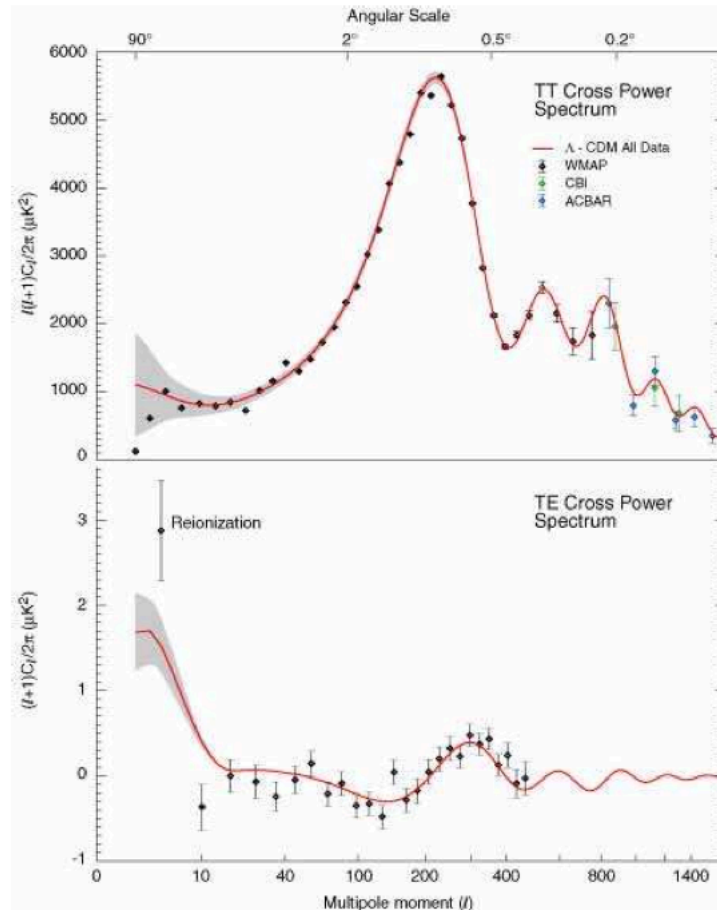 Angular Scale
90° 2° 0.5° 0.2°
6000
5000
4000
3000
2000
1000
0
l(l+1)Cl/2π (μK²)
TT Cross Power
Spectrum
Λ - CDM All Data
WMAP
CBI
ACBAR
3
2
1
0
-1
(l+1)Cl/2π (μK²)
Reionization
TE Cross Power
Spectrum
0 10 40 100 200 400 800 1400
Multipole moment (l)